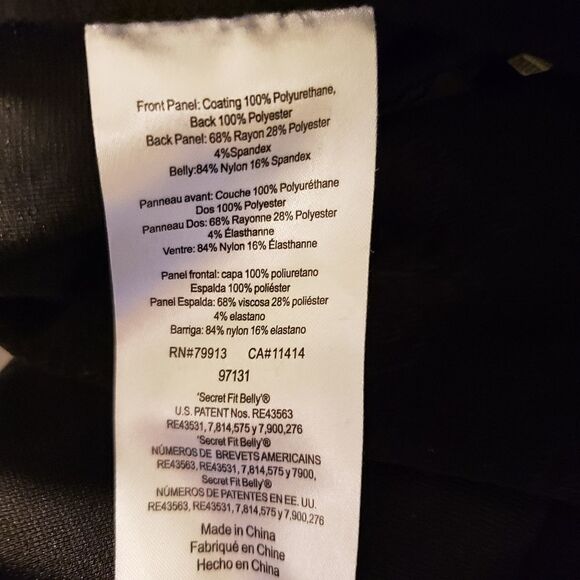 Front Panel: Coating 100% Polyurethane,
Back 100% Polyester
Back Panel: 68% Rayon 28% Polyester
4%Spandex
Belly:84% Nylon 16% Spandex
Panneau avant: Couche 100% Polyuréthane
Dos 100% Polyester
Panneau Dos: 68% Rayonne 28% Polyester
4% Élasthanne
Ventre: 84% Nylon 16% Élasthanne
Panel frontal: capa 100% poliuretano
Espalda 100% poliéster
Panel Espalda: 68% viscosa 28% poliéster
4% elastano
Barriga: 84% nylon 16% elastano
RN#79913 CA#11414
97131
'Secret Fit Belly'®
U.S. PATENT Nos. RE43563
RE43531, 7,814,575 y 7,900,276
'Secret Fit Belly'®
NÚMEROS DE BREVETS AMERICAINS
RE43563, RE43531, 7,814,575 y 7,900,
Secret Fit Belly'®
NÚMEROS DE PATENTES EN EE. UU.
RE43563, RE43531, 7,814,575 y 7,900,276
Made in China
Fabriqué en Chine
Hecho en China